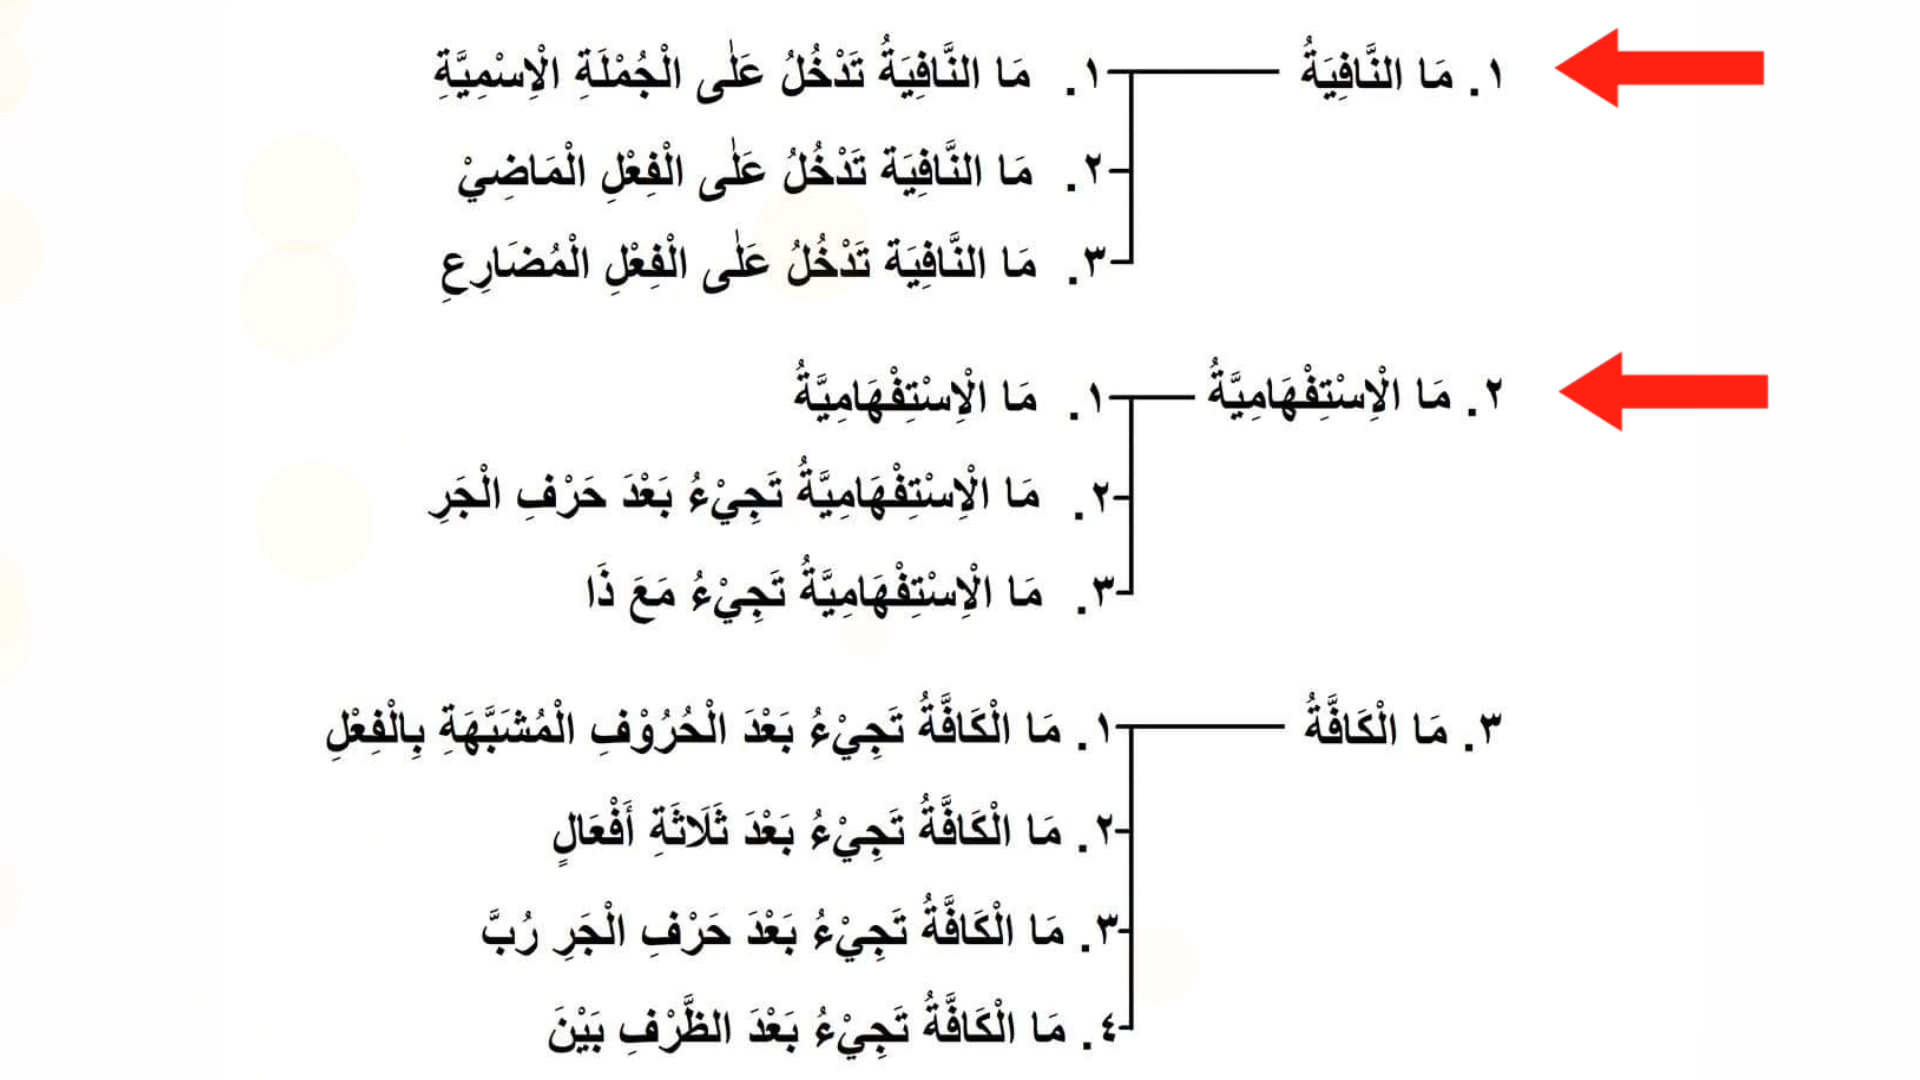 ١. مَا النَّافِيَةُ
١. مَا النَّافِيَةُ تَدْخُلُ عَلٰى الْجُمْلَةِ الْاِسْمِيَّةِ
٢. مَا النَّافِيَة تَدْخُلُ عَلٰى الْفِعْلِ الْمَاضِيْ
٣. مَا النَّافِيَة تَدْخُلُ عَلٰى الْفِعْلِ الْمُضَارِعِ
٢. مَا الْاِسْتِفْهَامِيَّةُ
١. مَا الْاِسْتِفْهَامِيَّةُ
٢. مَا الْاِسْتِفْهَامِيَّةُ تَجِيْءُ بَعْدَ حَرْفِ الْجَرِ
٣. مَا الْاِسْتِفْهَامِيَّةُ تَجِيْءُ مَعَ ذَا
٣. مَا الْكَافَّةُ
١. مَا الْكَافَّةُ تَجِيْءُ بَعْدَ الْحُرُوْفِ الْمُشَبَّهَةِ بِالْفِعْلِ
٢. مَا الْكَافَّةُ تَجِيْءُ بَعْدَ ثَلَاثَةِ أَفْعَالٍ
٣. مَا الْكَافَّةُ تَجِيْءُ بَعْدَ حَرْفِ الْجَرِ رُبَّ
٤. مَا الْكَافَّةُ تَجِيْءُ بَعْدَ الظَّرْفِ بَيْنَ